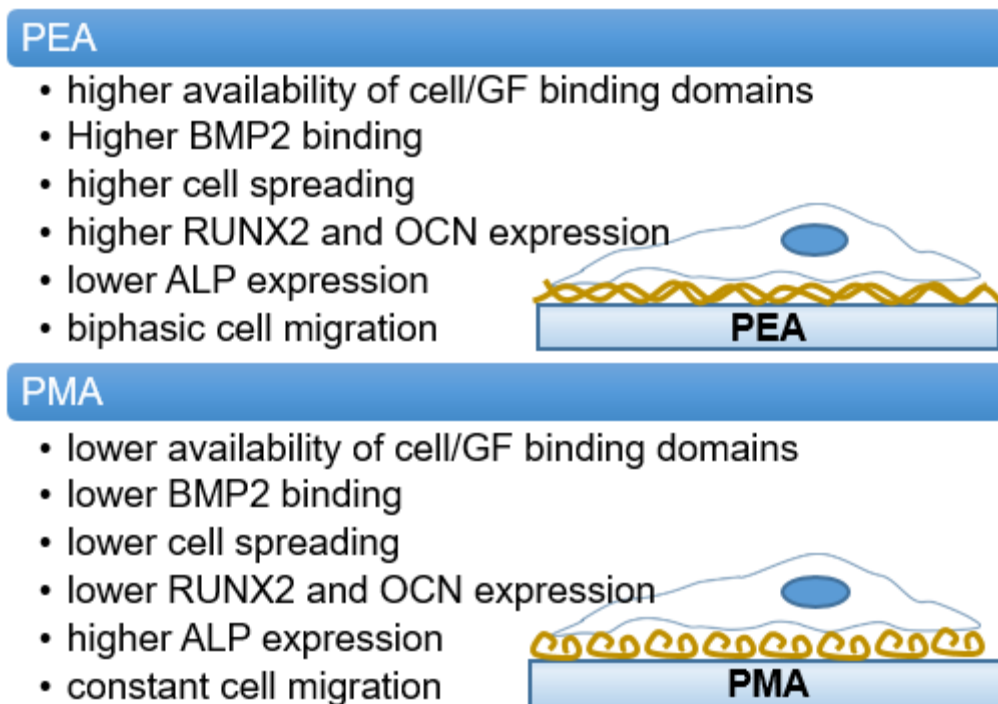 PEA
• higher availability of cell/GF binding domains
• Higher BMP2 binding
• higher cell spreading
• higher RUNX2 and OCN expression
• lower ALP expression
• biphasic cell migration
PEA
PMA
• lower availability of cell/GF binding domains
• lower BMP2 binding
• lower cell spreading
• lower RUNX2 and OCN expression
• higher ALP expression
• constant cell migration
PMA